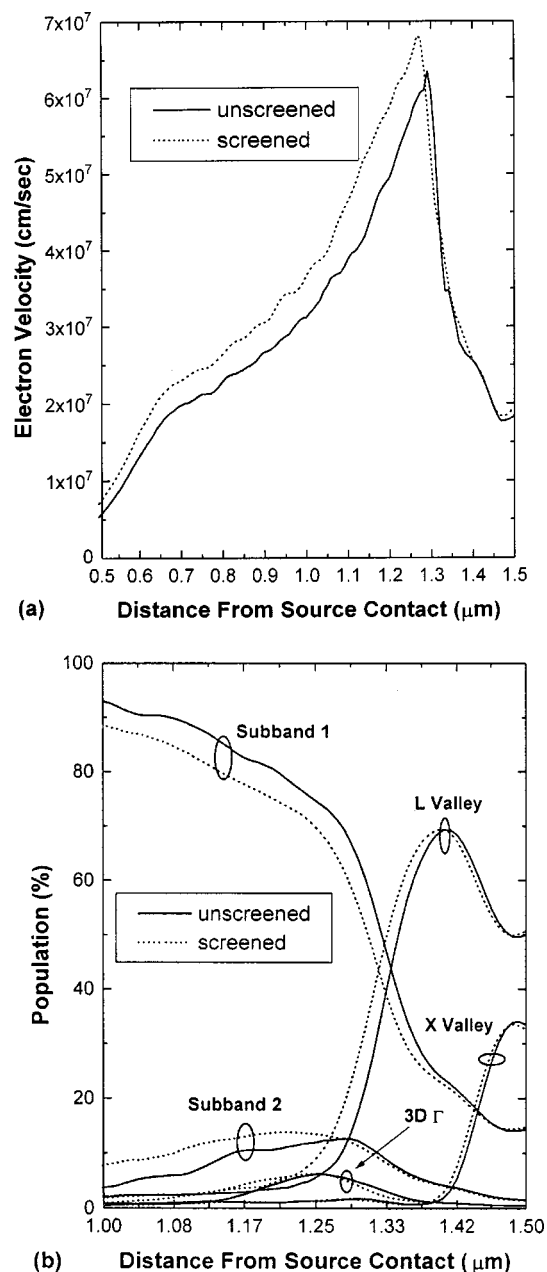 7x10⁷
6x10⁷
5x10⁷
4x10⁷
3x10⁷
2x10⁷
1x10⁷
0
Electron Velocity (cm/sec)
unscreened
screened
0.5 0.6 0.7 0.8 0.9 1.0 1.1 1.2 1.3 1.4 1.5
(a) Distance From Source Contact (μm)
100
80
60
40
20
0
Population (%)
Subband 1
L Valley
unscreened
screened
X Valley
Subband 2
3D Γ
1.00 1.08 1.17 1.25 1.33 1.42 1.50
(b) Distance From Source Contact (μm)